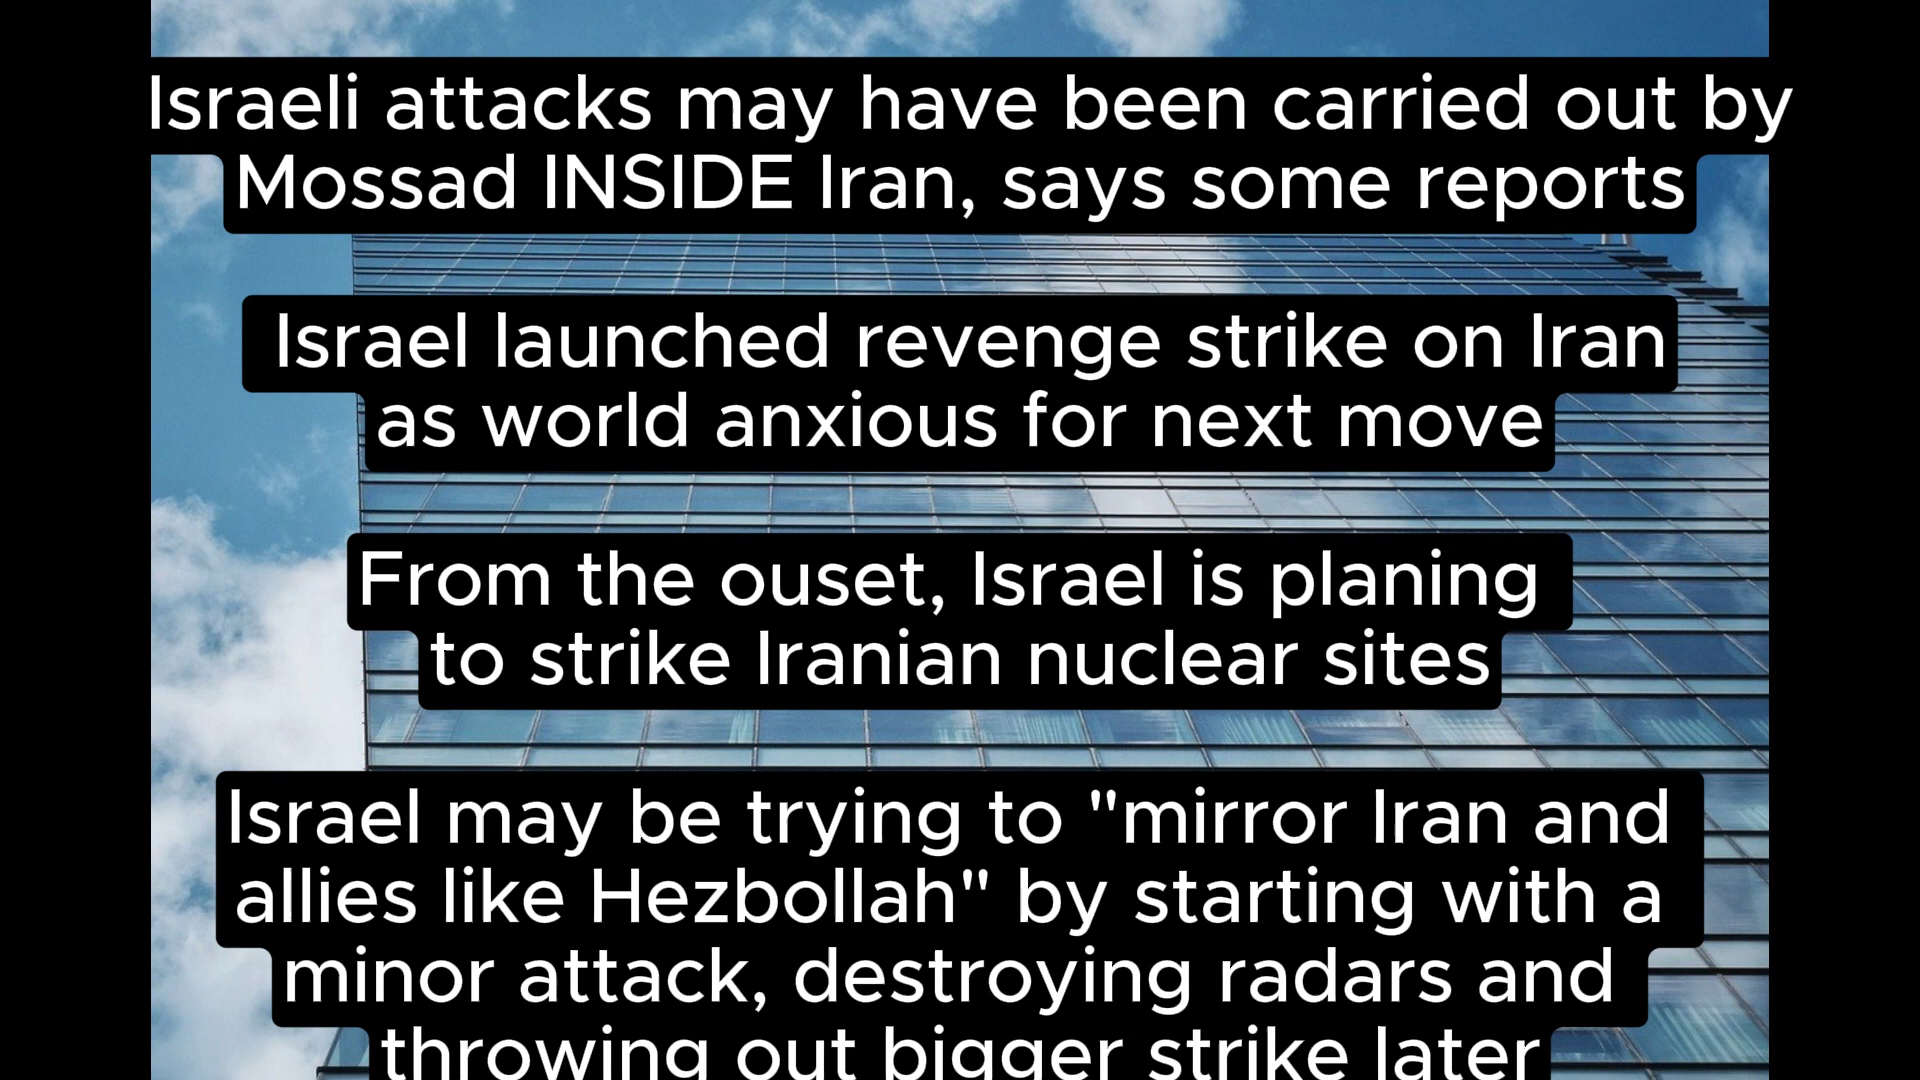 Israeli attacks may have been carried out by
Mossad INSIDE Iran, says some reports
Israel launched revenge strike on Iran
as world anxious for next move
From the ouset, Israel is planing
to strike Iranian nuclear sites
Israel may be trying to "mirror Iran and
allies like Hezbollah" by starting with a
minor attack, destroying radars and
throwing out bigger strike later